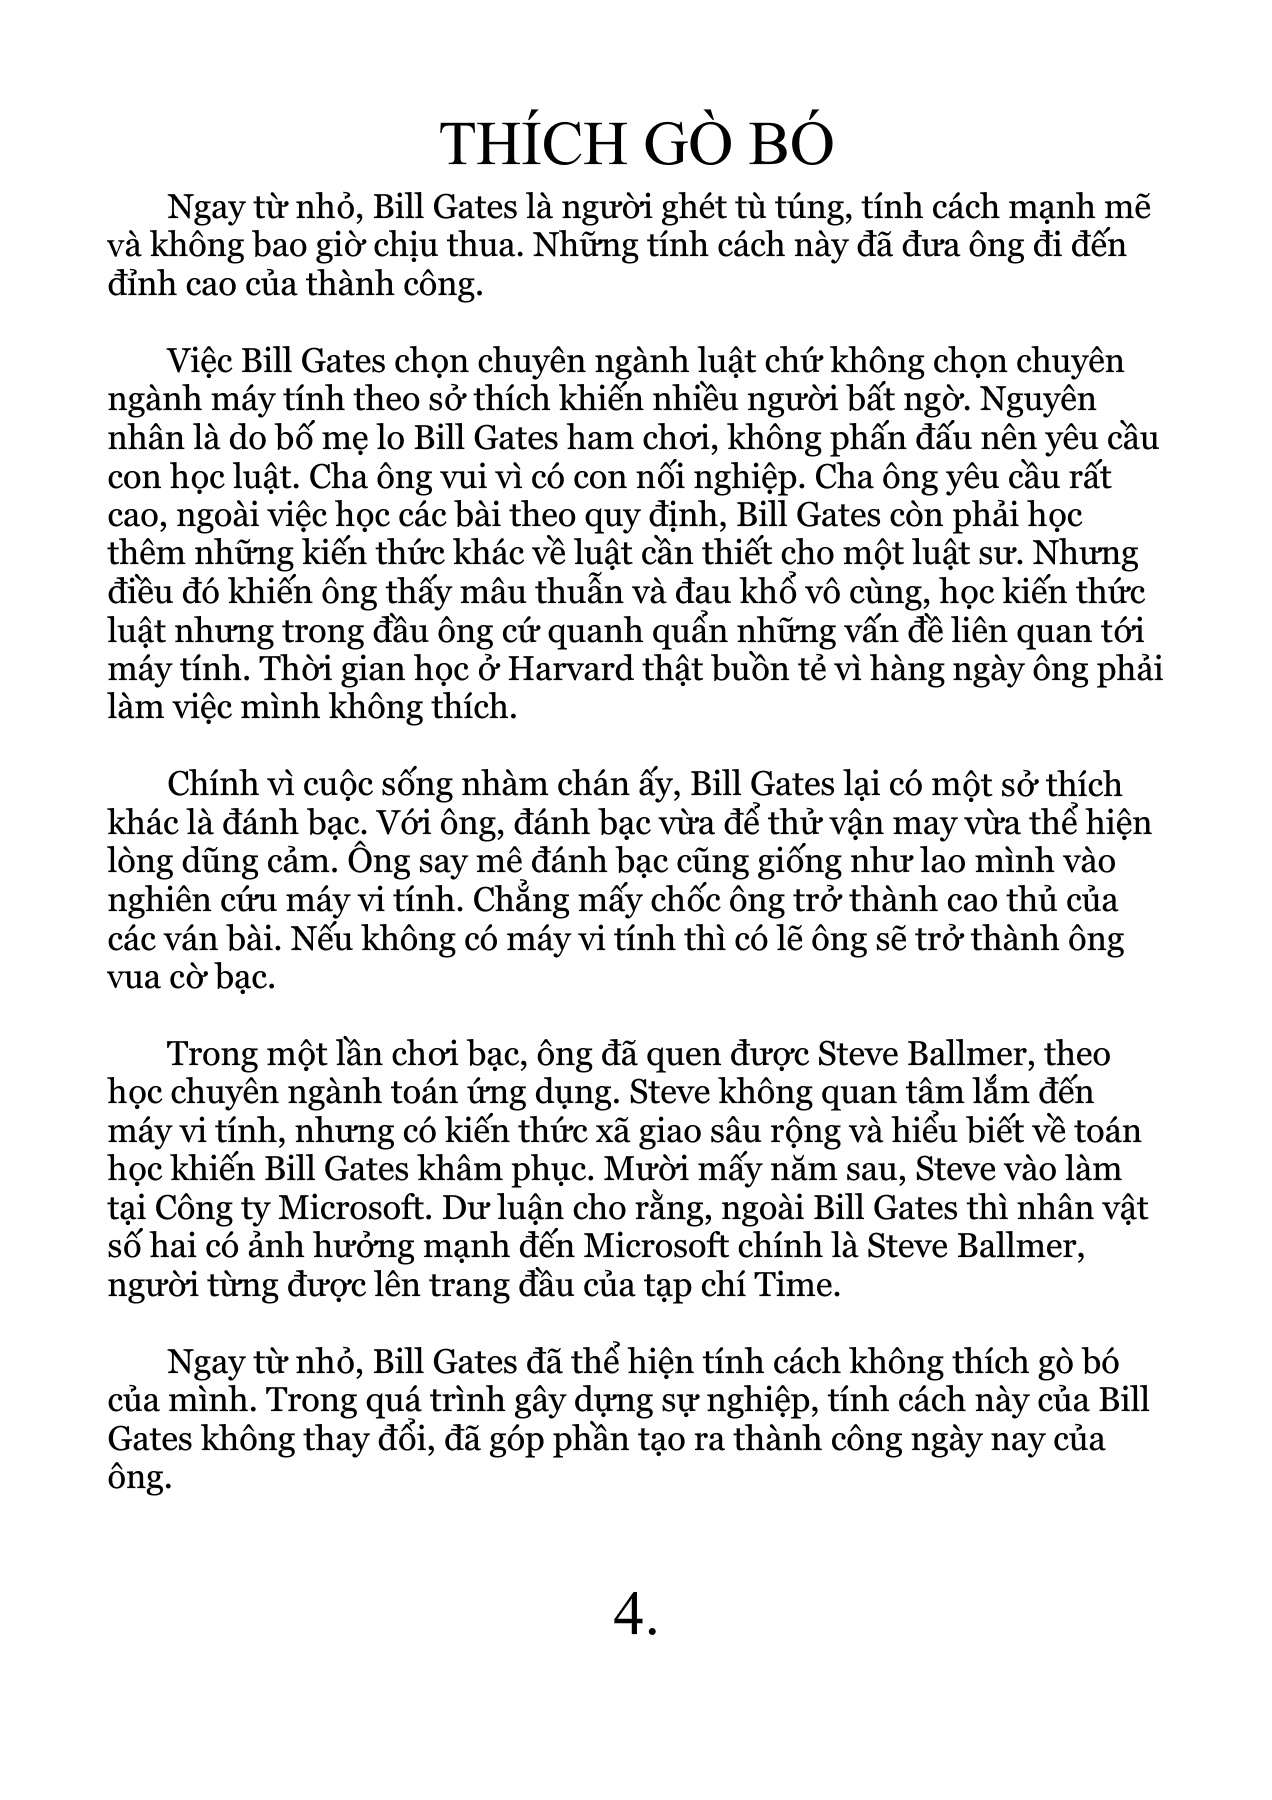 THÍCH GÒ BÓ
Ngay từ nhỏ, Bill Gates là người ghét tù túng, tính cách mạnh mẽ
và không bao giờ chịu thua. Những tính cách này đã đưa ông đi đến
đỉnh cao của thành công.
Việc Bill Gates chọn chuyên ngành luật chứ không chọn chuyên
ngành máy tính theo sở thích khiến nhiều người bất ngờ. Nguyên
nhân là do bố mẹ lo Bill Gates ham chơi, không phấn đấu nên yêu cầu
con học luật. Cha ông vui vì có con nối nghiệp. Cha ông yêu cầu rất
cao, ngoài việc học các bài theo quy định, Bill Gates còn phải học
thêm những kiến thức khác về luật cần thiết cho một luật sư. Nhưng
điều đó khiến ông thấy mâu thuẫn và đau khổ vô cùng, học kiến thức
luật nhưng trong đầu ông cứ quanh quẩn những vấn đề liên quan tới
máy tính. Thời gian học ở Harvard thật buồn tẻ vì hàng ngày ông phải
làm việc mình không thích.
Chính vì cuộc sống nhàm chán ấy, Bill Gates lại có một sở thích
khác là đánh bạc. Với ông, đánh bạc vừa để thử vận may vừa thể hiện
lòng dũng cảm. Ông say mê đánh bạc cũng giống như lao mình vào
nghiên cứu máy vi tính. Chẳng mấy chốc ông trở thành cao thủ của
các ván bài. Nếu không có máy vi tính thì có lẽ ông sẽ trở thành ông
vua cờ bạc.
Trong một lần chơi bạc, ông đã quen được Steve Ballmer, theo
học chuyên ngành toán ứng dụng. Steve không quan tâm lắm đến
máy vi tính, nhưng có kiến thức xã giao sâu rộng và hiểu biết về toán
học khiến Bill Gates khâm phục. Mười mấy năm sau, Steve vào làm
tại Công ty Microsoft. Dư luận cho rằng, ngoài Bill Gates thì nhân vật
số hai có ảnh hưởng mạnh đến Microsoft chính là Steve Ballmer,
người từng được lên trang đầu của tạp chí Time.
Ngay từ nhỏ, Bill Gates đã thể hiện tính cách không thích gò bó
của mình. Trong quá trình gây dựng sự nghiệp, tính cách này của Bill
Gates không thay đổi, đã góp phần tạo ra thành công ngày nay của
ông.
4.